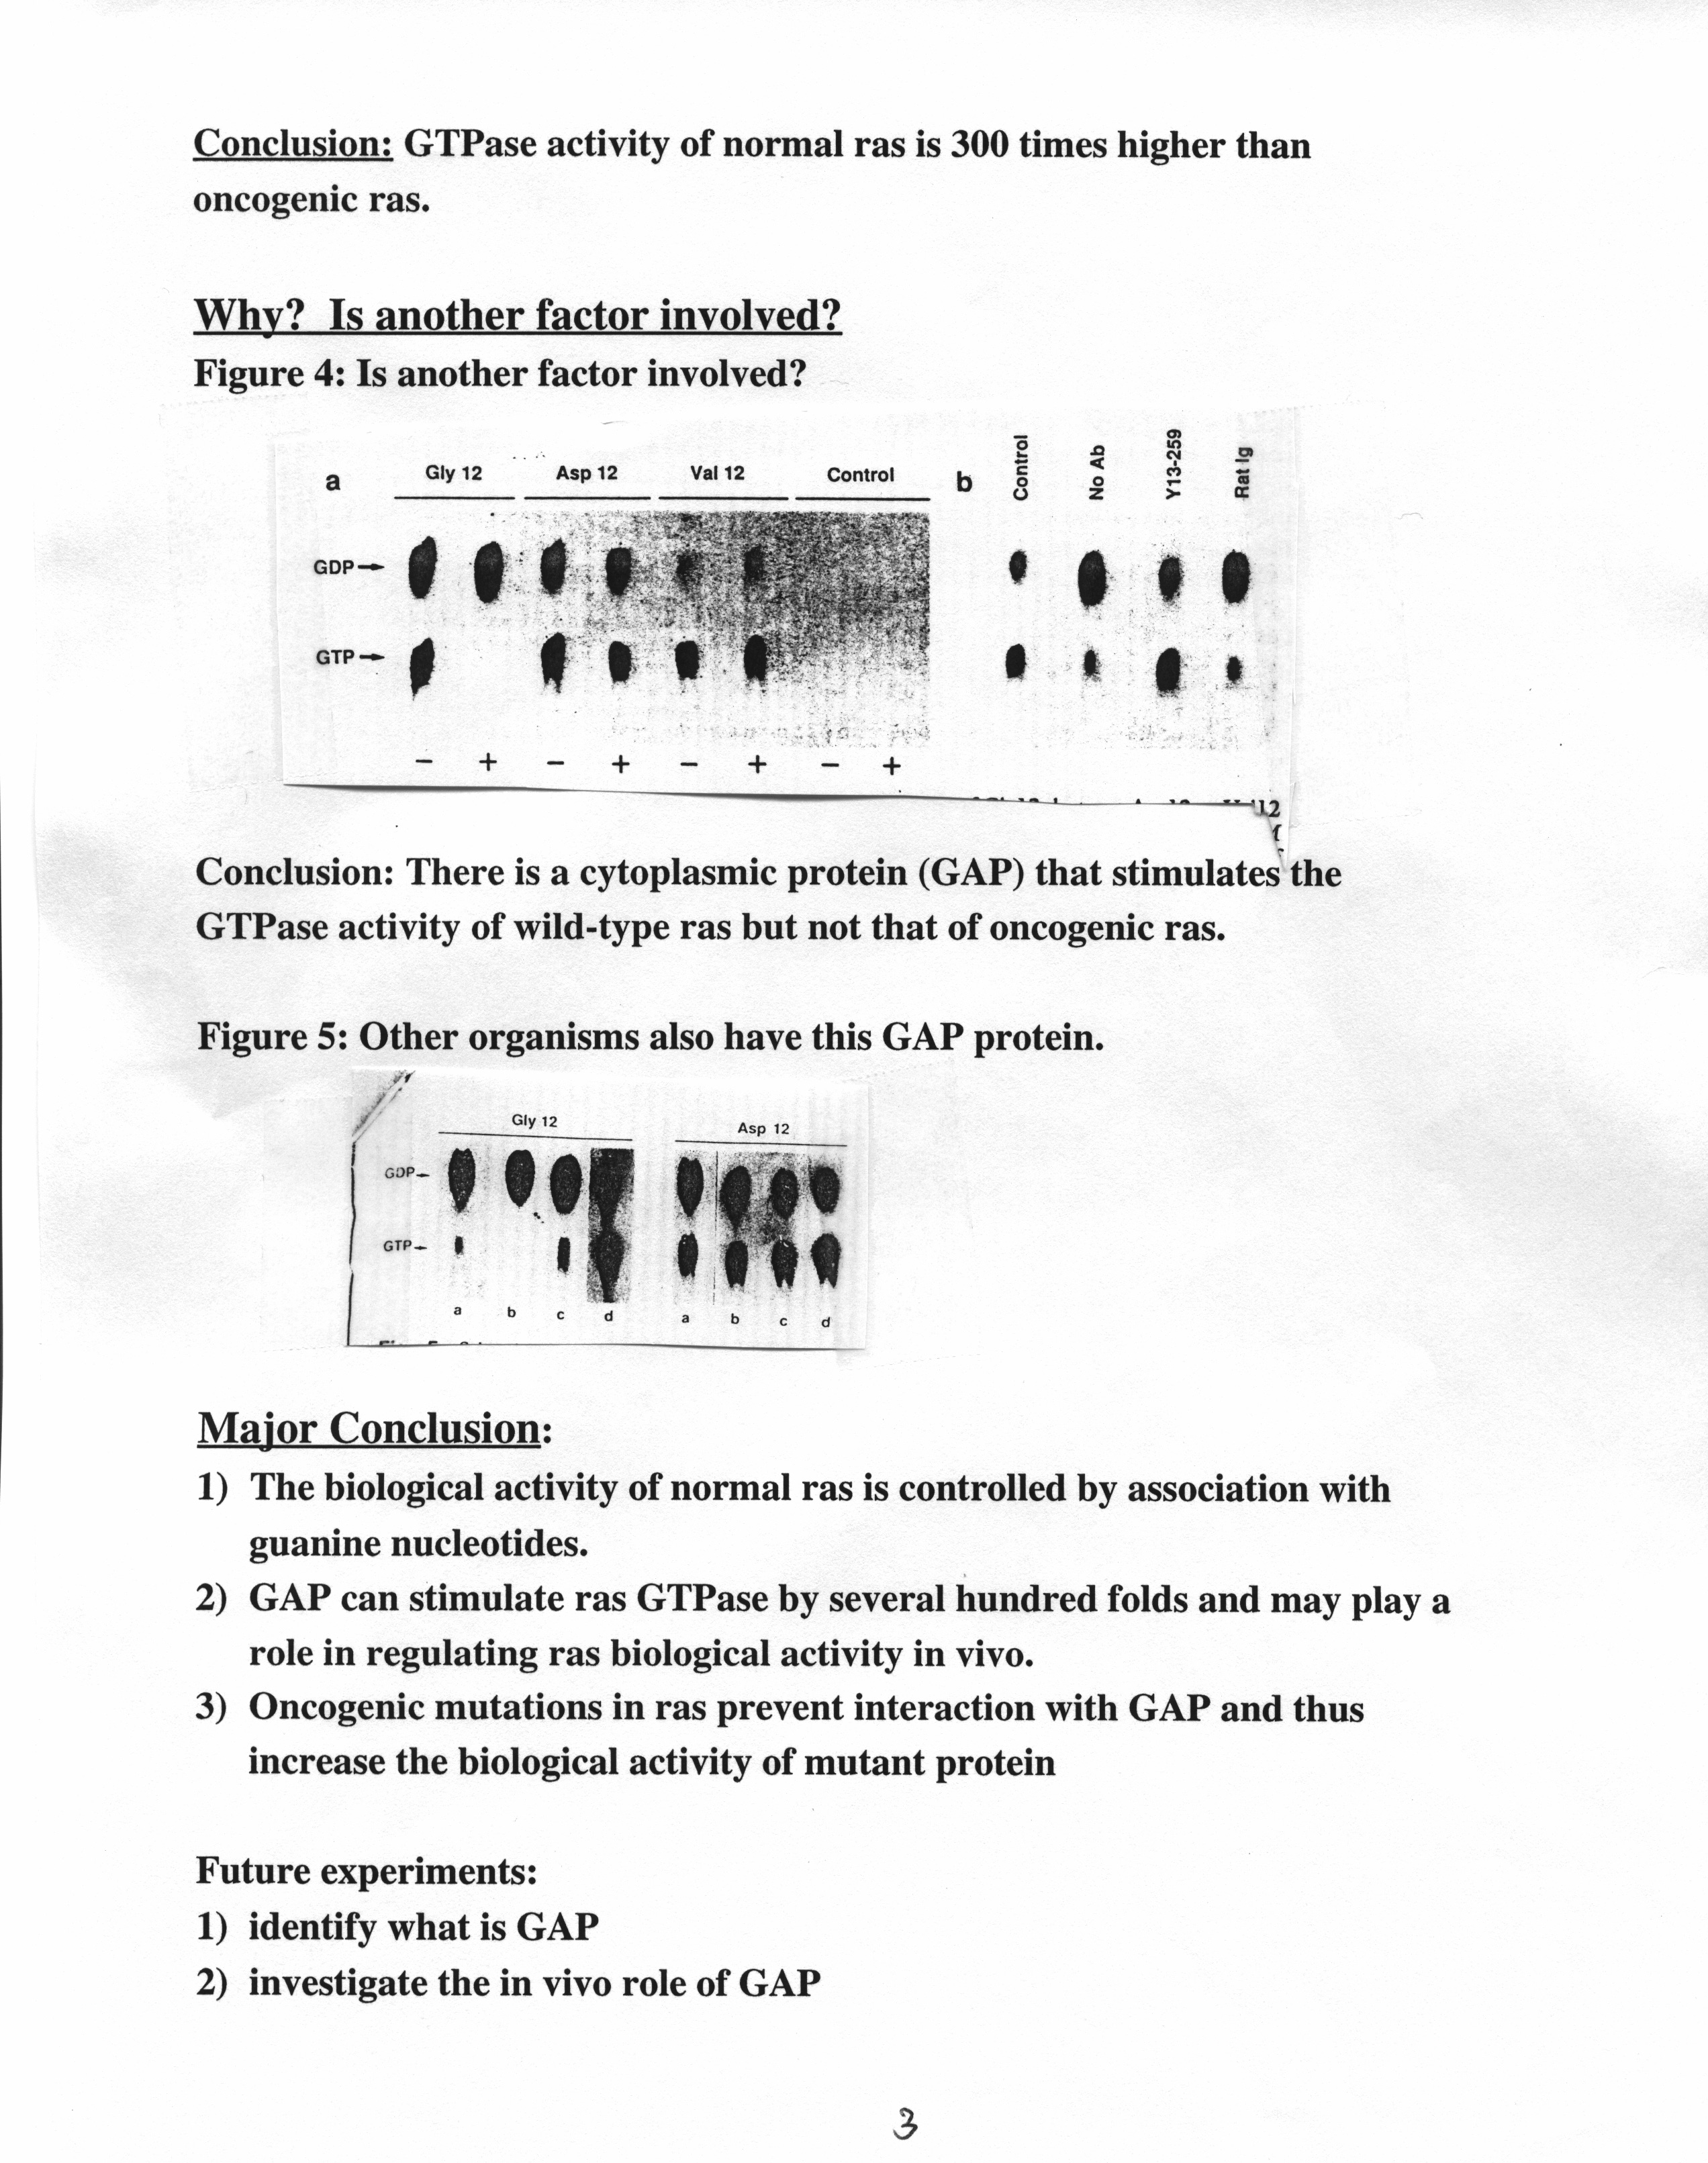 Conclusion: GTPase activity of normal ras is 300 times higher than
oncogenic ras.
Why? Is another factor involved?
Figure 4: Is another factor involved?
a Gly 12 Asp 12 Val 12 Control b Control No Ab Y13-259 Rat Ig
GDP
GTP
− + − + − + − +
12
Conclusion: There is a cytoplasmic protein (GAP) that stimulates the
GTPase activity of wild-type ras but not that of oncogenic ras.
Figure 5: Other organisms also have this GAP protein.
Gly 12 Asp 12
GDP
GTP
a b c d a b c d
Major Conclusion:
1) The biological activity of normal ras is controlled by association with
guanine nucleotides.
2) GAP can stimulate ras GTPase by several hundred folds and may play a
role in regulating ras biological activity in vivo.
3) Oncogenic mutations in ras prevent interaction with GAP and thus
increase the biological activity of mutant protein
Future experiments:
1) identify what is GAP
2) investigate the in vivo role of GAP
3